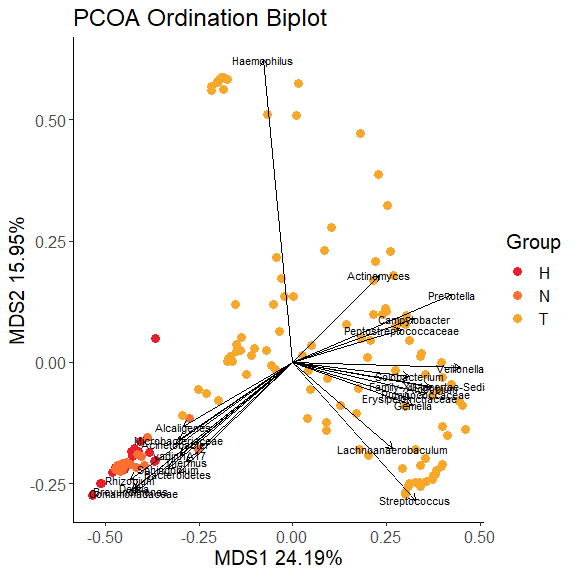 PCOA Ordination Biplot
Haemophilus
0.50
0.25
0.00
-0.25
MDS2 15.95%
Actinomyces
Prevotella
Campylobacter
Peptostreptococcaceae
Veillonella
Erysipelotrichaceae
Gemella
Lachnoanaerobaculum
Streptococcus
Alcaligenes
Microbacteriaceae
Thermus
Bacteroidetes
Rhizobium
-0.50
-0.25
0.00
0.25
0.50
MDS1 24.19%
Group
H
N
T